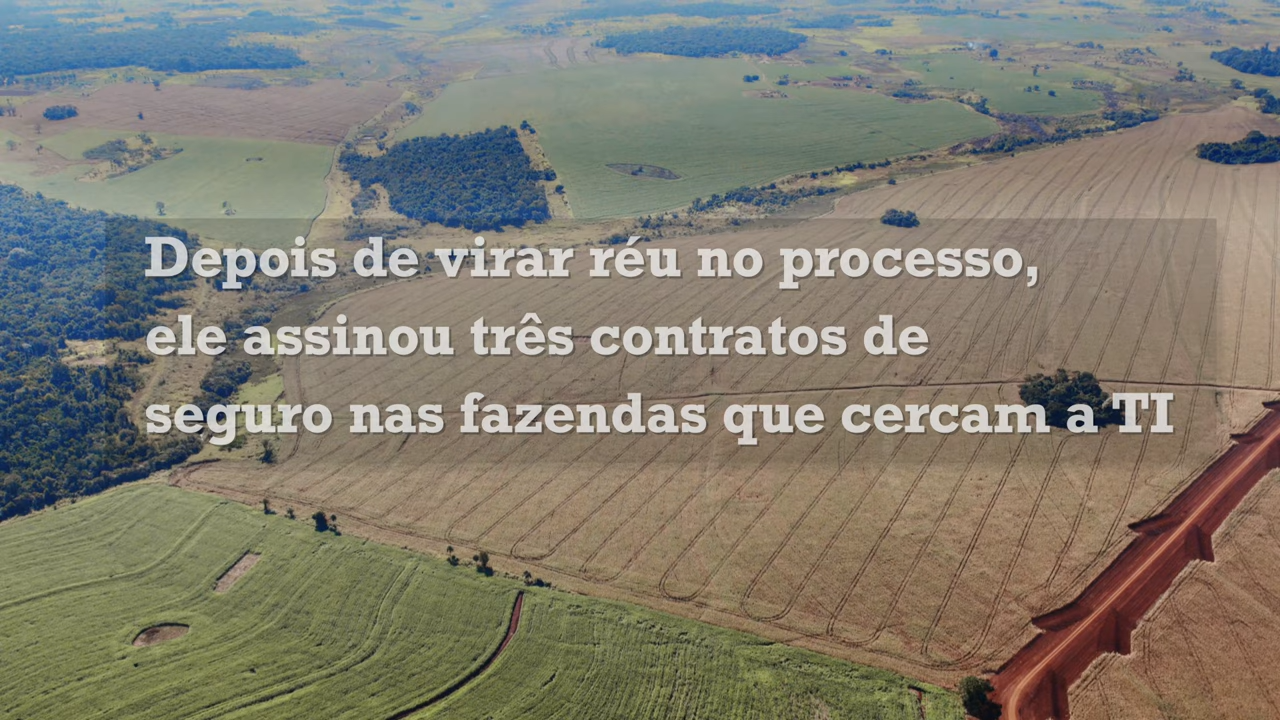 Depois de virar réu no processo,
ele assinou três contratos de
seguro nas fazendas que cercam a TI